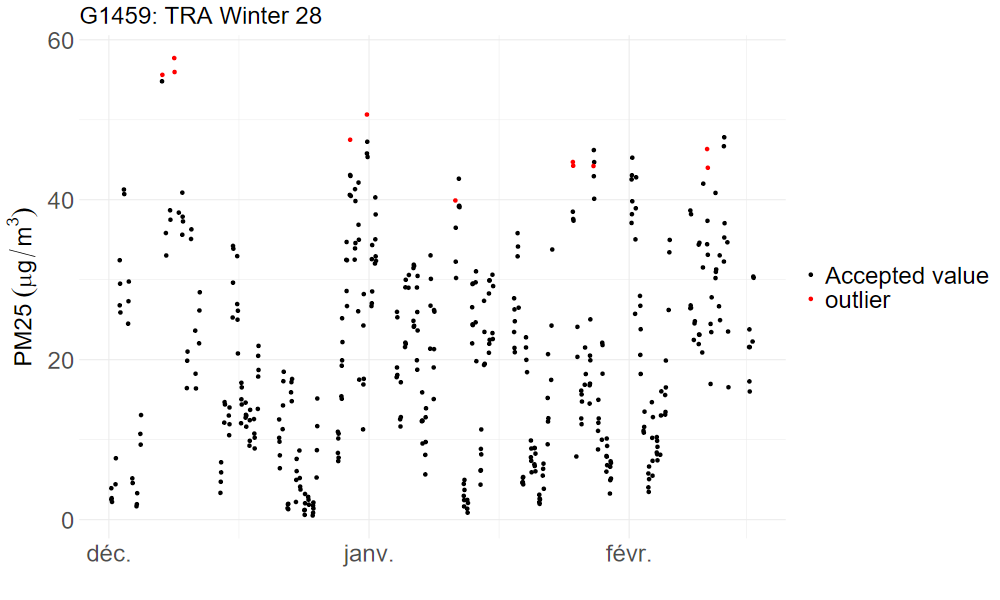 G1459: TRA Winter 28
60
40
20
0
PM25 (μg/m³)
déc.
janv.
févr.
Accepted value
outlier